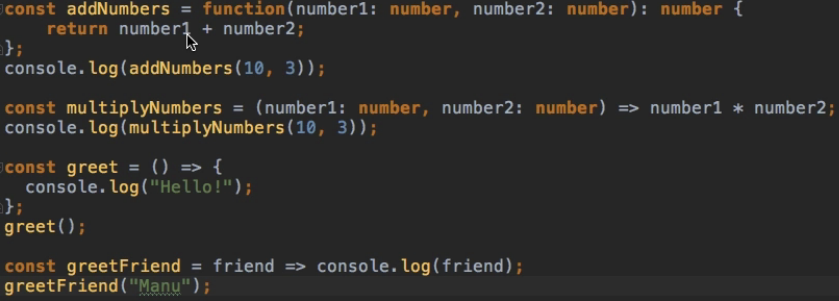 const addNumbers = function(number1: number, number2: number): number {
    return number1 + number2;
};
console.log(addNumbers(10, 3));

const multiplyNumbers = (number1: number, number2: number) => number1 * number2;
console.log(multiplyNumbers(10, 3));

const greet = () => {
  console.log("Hello!");
};
greet();

const greetFriend = friend => console.log(friend);
greetFriend("Manu");